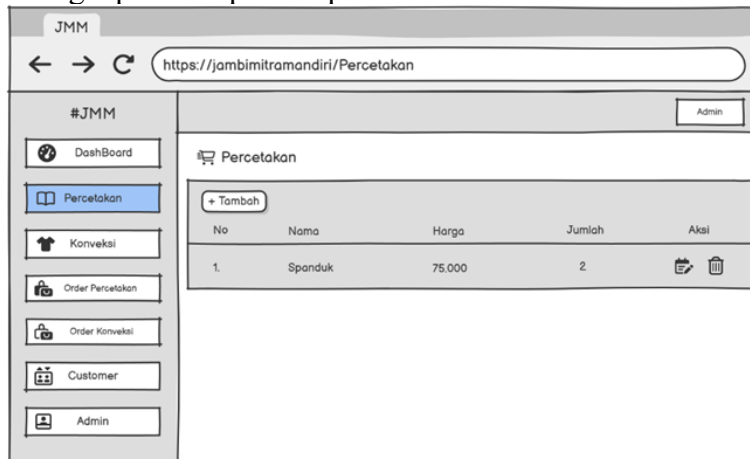 JMM
https://jambimitramandiri/Percetakan
#JMM
Admin
DashBoard
Percetakan
Konveksi
Order Percetakan
Order Konveksi
Customer
Admin
Percetakan
+ Tambah
No Nama Harga Jumlah Aksi
1. Spanduk 75.000 2